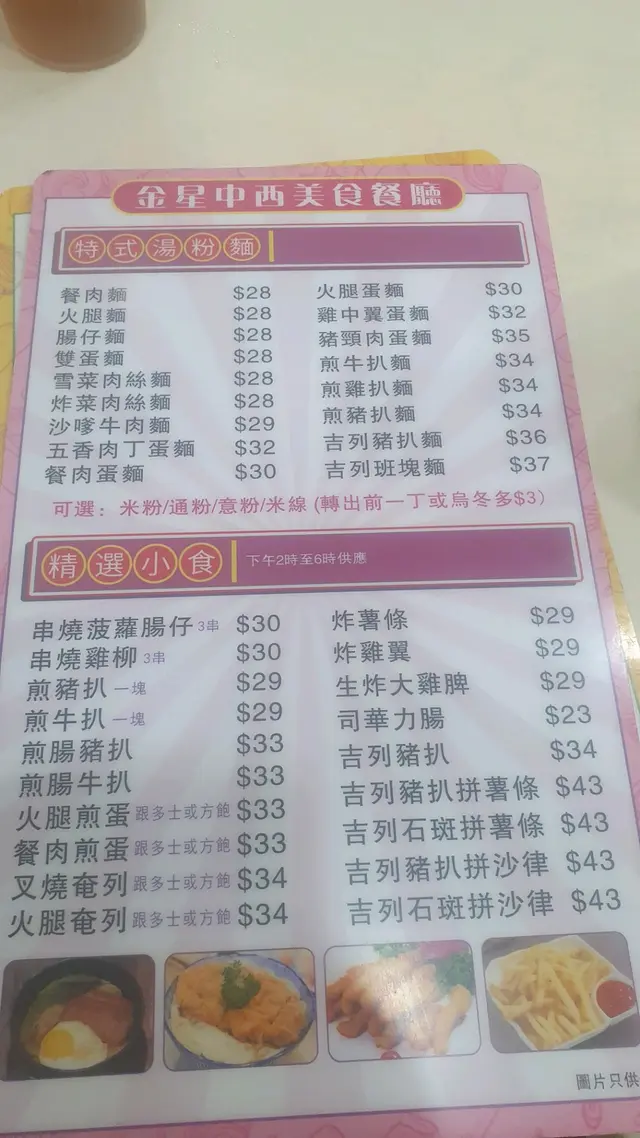 金星中西美食餐廳
特式湯粉麵
餐肉麵 $28
火腿麵 $28
腸仔麵 $28
雙蛋麵 $28
雪菜肉絲麵 $28
炸菜肉絲麵 $28
沙嗲牛肉麵 $29
五香肉丁蛋麵 $32
餐肉蛋麵 $30
火腿蛋麵 $30
雞中翼蛋麵 $32
豬頸肉蛋麵 $35
煎牛扒麵 $34
煎雞扒麵 $34
煎豬扒麵 $34
吉列豬扒麵 $36
吉列班塊麵 $37
可選：米粉/通粉/意粉/米線 (轉出前一丁或烏冬多$3)
精選小食 下午2時至6時供應
串燒菠蘿腸仔 3串 $30
串燒雞柳 3串 $30
煎豬扒 一塊 $29
煎牛扒 一塊 $29
煎腸豬扒 $33
煎腸牛扒 $33
火腿煎蛋 跟多士或方飽 $33
餐肉煎蛋 跟多士或方飽 $33
叉燒奄列 跟多士或方飽 $34
火腿奄列 跟多士或方飽 $34
炸薯條 $29
炸雞翼 $29
生炸大雞脾 $29
司華力腸 $23
吉列豬扒 $34
吉列豬扒拼薯條 $43
吉列石斑拼薯條 $43
吉列豬扒拼沙律 $43
吉列石斑拼沙律 $43
圖片只供